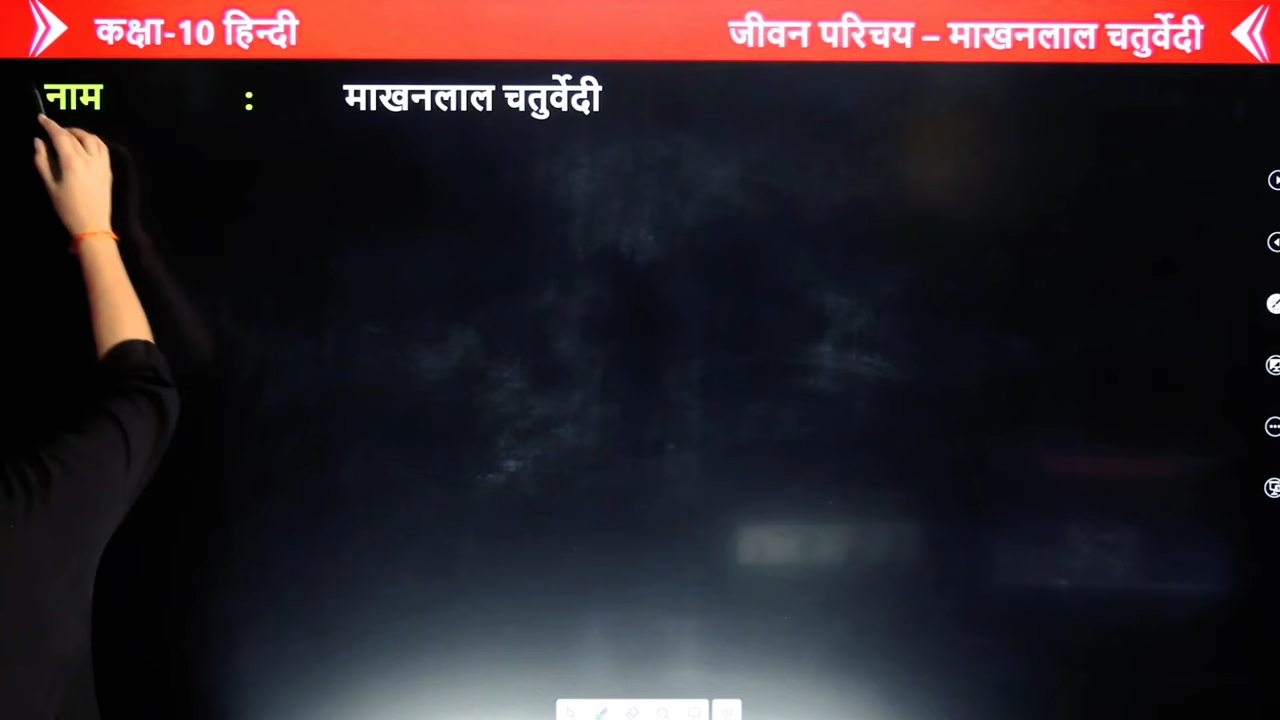 कक्षा-10 हिन्दी
जीवन परिचय – माखनलाल चतुर्वेदी
नाम : माखनलाल चतुर्वेदी